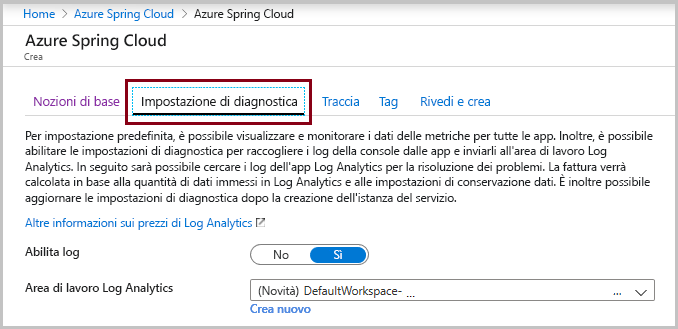 Home > Azure Spring Cloud > Azure Spring Cloud
Azure Spring Cloud
Crea
Nozioni di base Impostazione di diagnostica Traccia Tag Rivedi e crea
Per impostazione predefinita, è possibile visualizzare e monitorare i dati delle metriche per tutte le app. Inoltre, è possibile
abilitare le impostazioni di diagnostica per raccogliere i log della console dalle app e inviarli all'area di lavoro Log
Analytics. In seguito sarà possibile cercare i log dell'app Log Analytics per la risoluzione dei problemi. La fattura verrà
calcolata in base alla quantità di dati immessi in Log Analytics e alle impostazioni di conservazione dati. È inoltre possibile
aggiornare le impostazioni di diagnostica dopo la creazione dell'istanza del servizio.
Altre informazioni sui prezzi di Log Analytics
Abilita log No Sì
Area di lavoro Log Analytics (Novità) DefaultWorkspace- ... ...
Crea nuovo